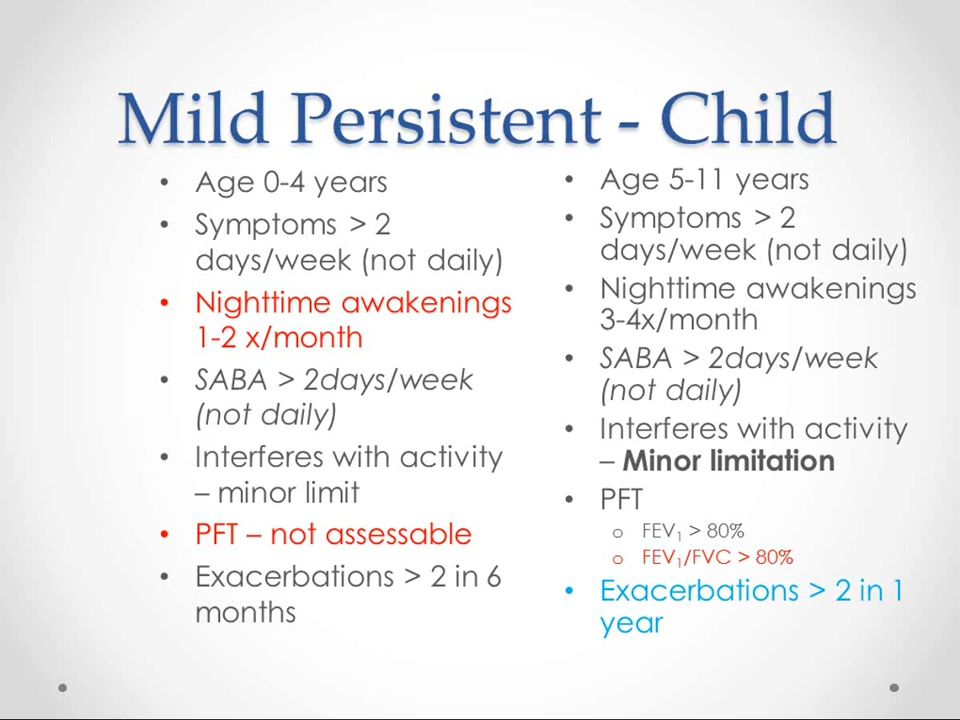 Mild Persistent - Child
• Age 0-4 years
• Symptoms > 2
days/week (not daily)
• Nighttime awakenings
1-2 x/month
• SABA > 2days/week
(not daily)
• Interferes with activity
– minor limit
• PFT – not assessable
• Exacerbations > 2 in 6
months
• Age 5-11 years
• Symptoms > 2
days/week (not daily)
• Nighttime awakenings
3-4x/month
• SABA > 2days/week
(not daily)
• Interferes with activity
– Minor limitation
• PFT
o FEV₁ > 80%
o FEV₁/FVC > 80%
• Exacerbations > 2 in 1
year